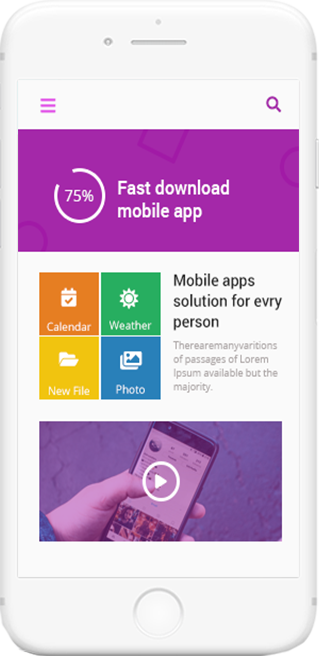 75%
Fast download
mobile app
Calendar
Weather
New File
Photo
Mobile apps
solution for evry
person
Therearemanyvaritions
of passages of Lorem
Ipsum available but the
majority.